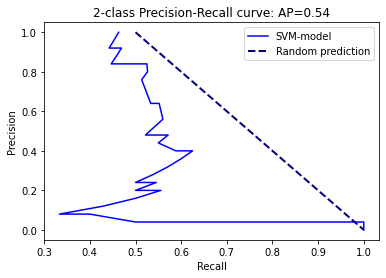 2-class Precision-Recall curve: AP=0.54
SVM-model
Random prediction
Precision
1.0
0.8
0.6
0.4
0.2
0.0
0.3 0.4 0.5 0.6 0.7 0.8 0.9 1.0
Recall